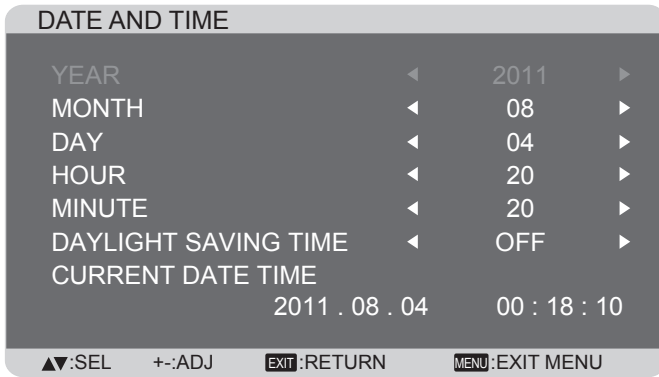 DATE AND TIME
YEAR ◀ 2011 ▶
MONTH ◀ 08 ▶
DAY ◀ 04 ▶
HOUR ◀ 20 ▶
MINUTE ◀ 20 ▶
DAYLIGHT SAVING TIME ◀ OFF ▶
CURRENT DATE TIME
2011 . 08 . 04 00 : 18 : 10
▲▼:SEL +-:ADJ EXIT:RETURN MENU:EXIT MENU